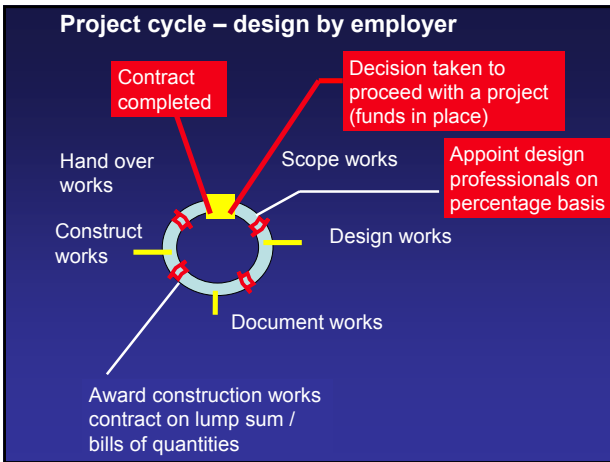 Project cycle – design by employer
Contract
completed
Decision taken to
proceed with a project
(funds in place)
Hand over
works
Scope works
Appoint design
professionals on
percentage basis
Construct
works
Design works
Document works
Award construction works
contract on lump sum /
bills of quantities